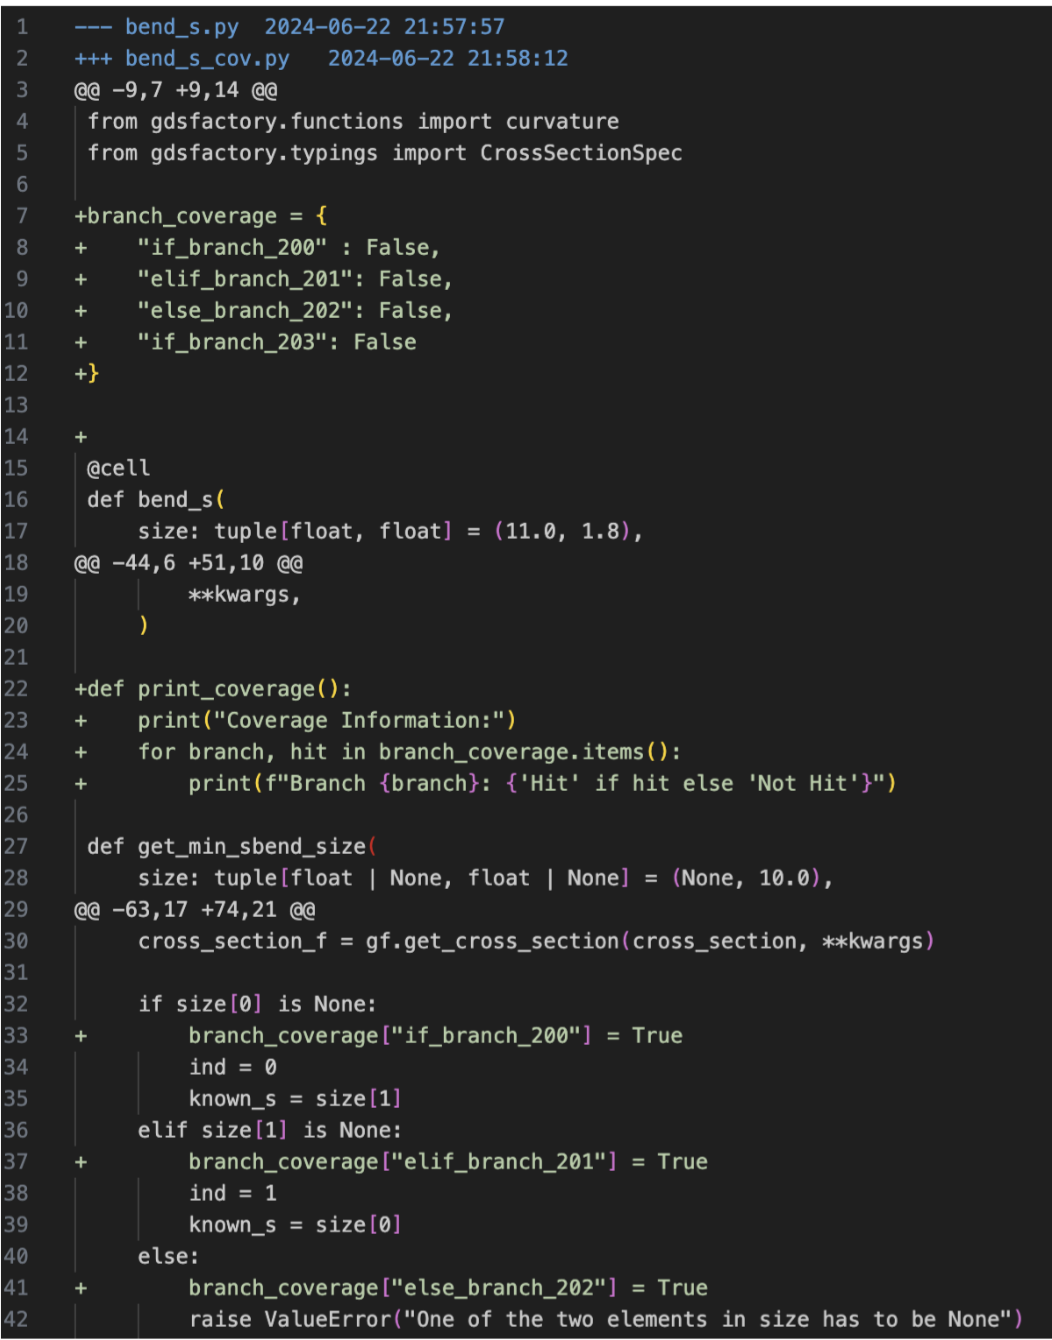 1 --- bend_s.py  2024-06-22 21:57:57
2 +++ bend_s_cov.py   2024-06-22 21:58:12
3 @@ -9,7 +9,14 @@
4  from gdsfactory.functions import curvature
5  from gdsfactory.typings import CrossSectionSpec
6
7 +branch_coverage = {
8 +    "if_branch_200" : False,
9 +    "elif_branch_201": False,
10 +    "else_branch_202": False,
11 +    "if_branch_203": False
12 +}
13
14 +
15  @cell
16  def bend_s(
17      size: tuple[float, float] = (11.0, 1.8),
18 @@ -44,6 +51,10 @@
19          **kwargs,
20      )
21
22 +def print_coverage():
23 +    print("Coverage Information:")
24 +    for branch, hit in branch_coverage.items():
25 +        print(f"Branch {branch}: {'Hit' if hit else 'Not Hit'}")
26
27  def get_min_sbend_size(
28      size: tuple[float | None, float | None] = (None, 10.0),
29 @@ -63,17 +74,21 @@
30      cross_section_f = gf.get_cross_section(cross_section, **kwargs)
31
32      if size[0] is None:
33 +        branch_coverage["if_branch_200"] = True
34          ind = 0
35          known_s = size[1]
36      elif size[1] is None:
37 +        branch_coverage["elif_branch_201"] = True
38          ind = 1
39          known_s = size[0]
40      else:
41 +        branch_coverage["else_branch_202"] = True
42          raise ValueError("One of the two elements in size has to be None")